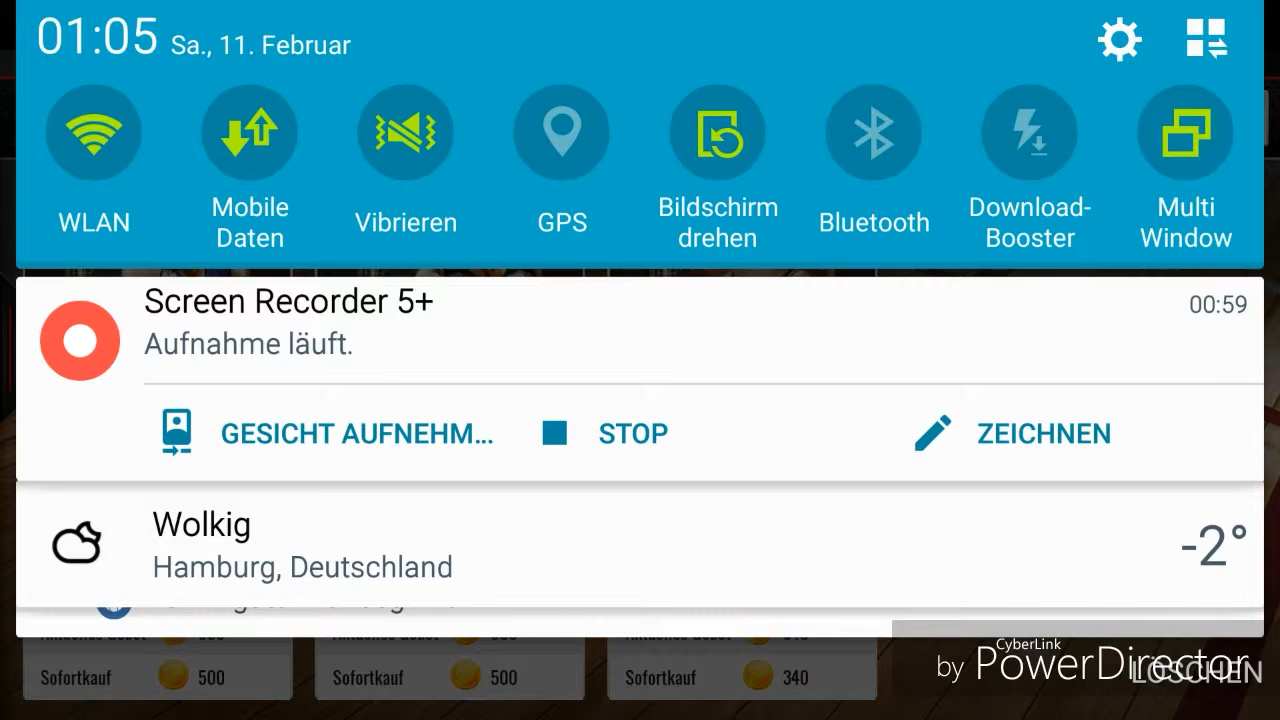 01:05 Sa., 11. Februar
WLAN
Mobile
Daten
Vibrieren
GPS
Bildschirm
drehen
Bluetooth
Download-
Booster
Multi
Window
Screen Recorder 5+
00:59
Aufnahme läuft.
GESICHT AUFNEHM...
STOP
ZEICHNEN
Wolkig
-2°
Hamburg, Deutschland
Sofortkauf 500
Sofortkauf 500
Sofortkauf 340
CyberLink
by PowerDirector
LÖSCHEN